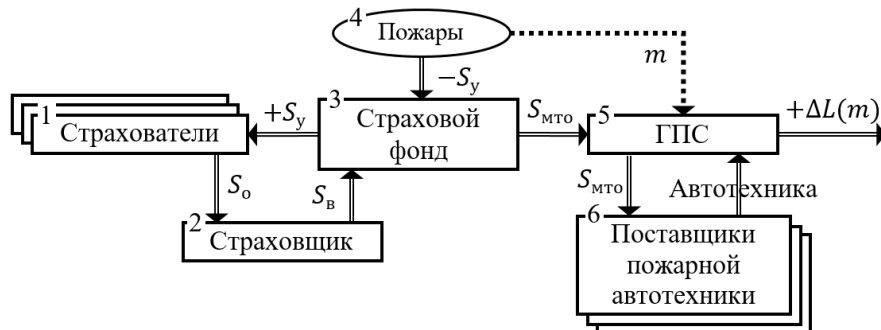 4
Пожары
m
−Sу
1
Страхователи
+Sу
3
Страховой
фонд
Sмто
5
ГПС
+ΔL(m)
Sо
Sв
Sмто
Автотехника
2
Страховщик
6
Поставщики
пожарной
автотехники